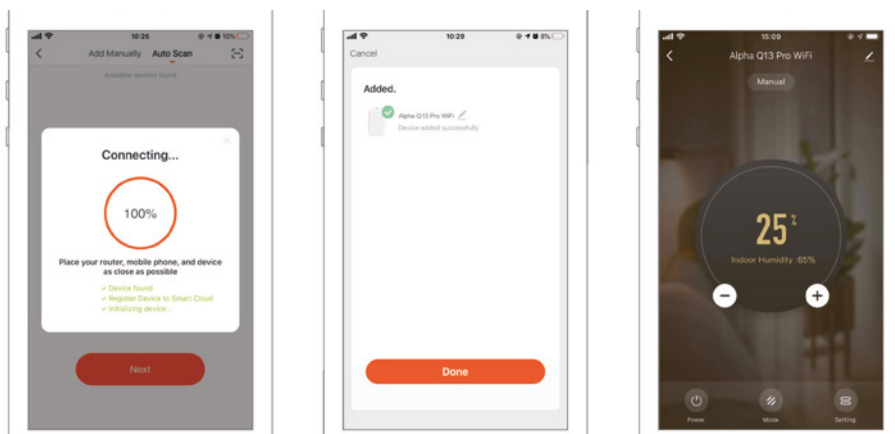 10:26
10%
Add Manually Auto Scan
Available devices found
Connecting...
100%
Place your router, mobile phone, and device
as close as possible
✓ Device found
✓ Register Device to Smart Cloud
✓ Initializing device...
Next
10:29
8%
Cancel
Added.
Alpha Q13 Pro WiFi
Device added successfully
Done
15:09
Alpha Q13 Pro WiFi
Manual
25 %
Indoor Humidity :65%
Power Mode Setting